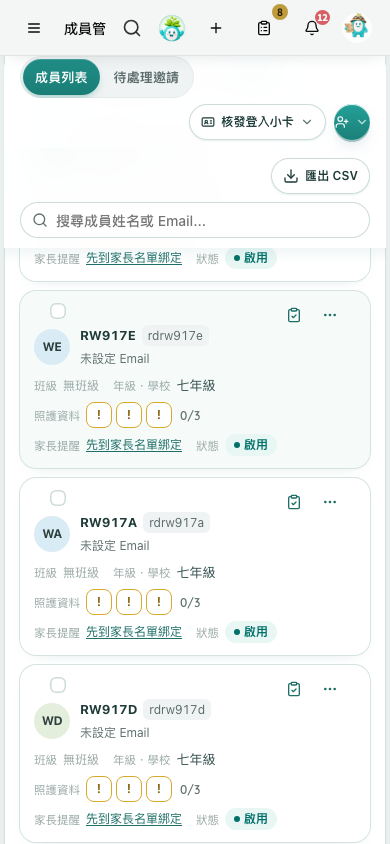 成員管
8
12
成員列表 待處理邀請
核發登入小卡
匯出 CSV
搜尋成員姓名或 Email...
家長提醒 先到家長名單綁定 狀態 啟用
WE RW917E rdrw917e
未設定 Email
班級 無班級 年級・學校 七年級
照護資料 ! ! ! 0/3
家長提醒 先到家長名單綁定 狀態 啟用
WA RW917A rdrw917a
未設定 Email
班級 無班級 年級・學校 七年級
照護資料 ! ! ! 0/3
家長提醒 先到家長名單綁定 狀態 啟用
WD RW917D rdrw917d
未設定 Email
班級 無班級 年級・學校 七年級
照護資料 ! ! ! 0/3
家長提醒 先到家長名單綁定 狀態 啟用